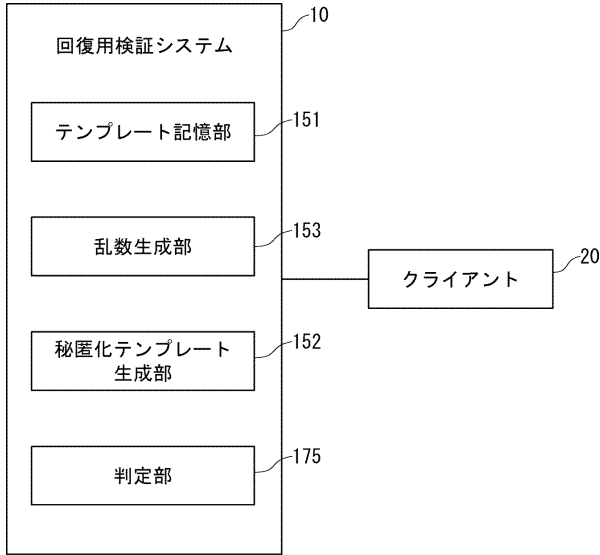 10
回復用検証システム
テンプレート記憶部
151
乱数生成部
153
クライアント
20
秘匿化テンプレート
生成部
152
判定部
175